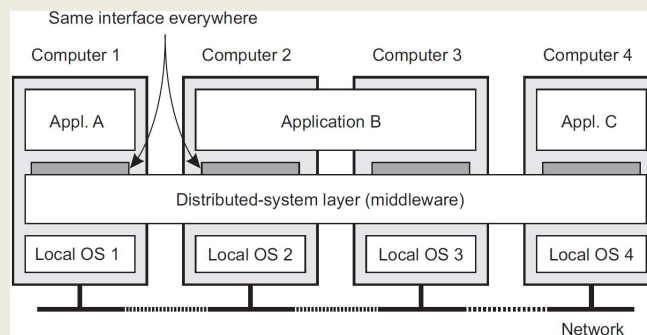 Same interface everywhere
Computer 1 Computer 2 Computer 3 Computer 4
Appl. A Application B Appl. C
Distributed-system layer (middleware)
Local OS 1 Local OS 2 Local OS 3 Local OS 4
Network